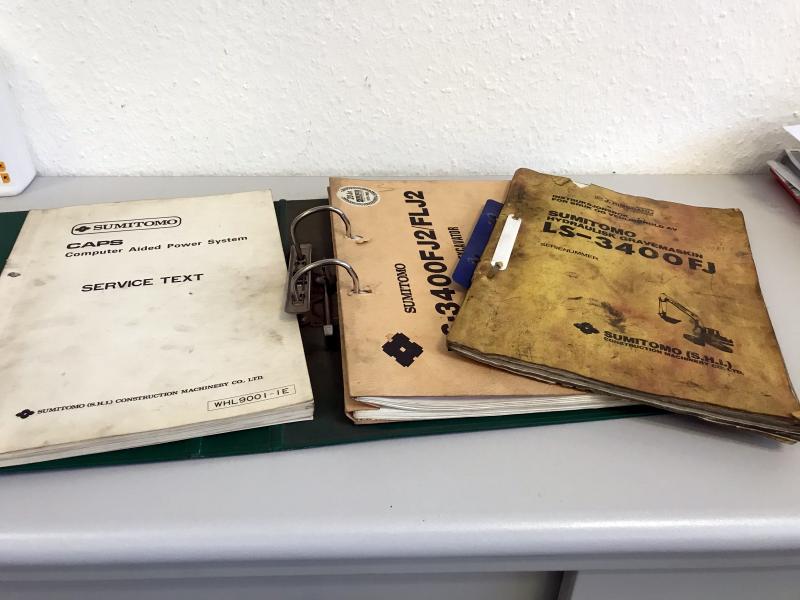 SUMITOMO
CAPS
Computer Aided Power System
SERVICE TEXT
SUMITOMO (S.H.I.) CONSTRUCTION MACHINERY CO., LTD.
WHL9001-1E
SUMITOMO
-3400FJ2/FLJ2
SUMITOMO
HYDRAULISK GRAVEMASKIN
LS-3400FJ
SERIENUMMER
SUMITOMO (S.H.I.)
CONSTRUCTION MACHINERY CO., LTD.